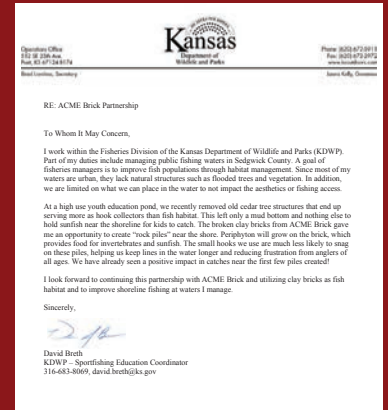 Kansas
Department of
Wildlife and Parks
Operations Office
RE: ACME Brick Partnership
To Whom It May Concern,
I work within the Fisheries Division of the Kansas Department of Wildlife and Parks (KDWP).
Part of my duties include managing public fishing waters in Sedgwick County. A goal of
fisheries managers is to improve fish populations through habitat management. Since most of my
waters are urban, they lack natural structures such as flooded trees and vegetation. In addition,
we are limited on what we can place in the water to not impact the aesthetics or fishing access.
At a high use youth education pond, we recently removed old cedar tree structures that end up
serving more as hook collectors than fish habitat. This left only a mud bottom and nothing else to
hold sunfish near the shoreline for kids to catch. The broken clay bricks from ACME Brick gave
me an opportunity to create “rock piles” near the shore. Periphyton will grow on the brick, which
provides food for invertebrates and sunfish. The small hooks we use are much less likely to snag
on these piles, helping us keep lines in the water longer and reducing frustration from anglers of
all ages. We have already seen a positive impact in catches near the first few piles created!
I look forward to continuing this partnership with ACME Brick and utilizing clay bricks as fish
habitat and to improve shoreline fishing at waters I manage.
Sincerely,
David Breth
KDWP – Sportfishing Education Coordinator
316-683-8069, david.breth@ks.gov